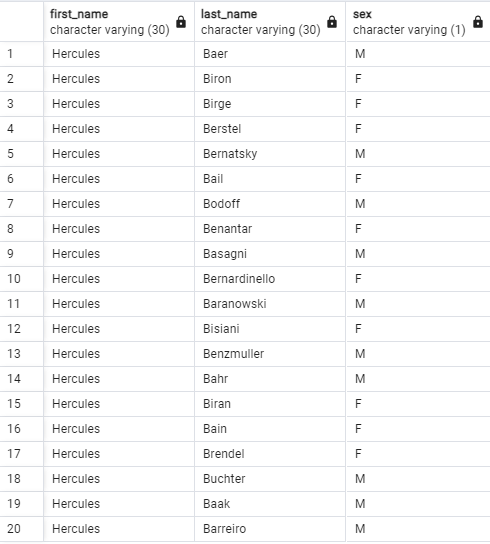 first_name last_name sex
character varying (30) character varying (30) character varying (1)
1 Hercules Baer M
2 Hercules Biron F
3 Hercules Birge F
4 Hercules Berstel F
5 Hercules Bernatsky M
6 Hercules Bail F
7 Hercules Bodoff M
8 Hercules Benantar F
9 Hercules Basagni M
10 Hercules Bernardinello F
11 Hercules Baranowski M
12 Hercules Bisiani F
13 Hercules Benzmuller M
14 Hercules Bahr M
15 Hercules Biran F
16 Hercules Bain F
17 Hercules Brendel F
18 Hercules Buchter M
19 Hercules Baak M
20 Hercules Barreiro M